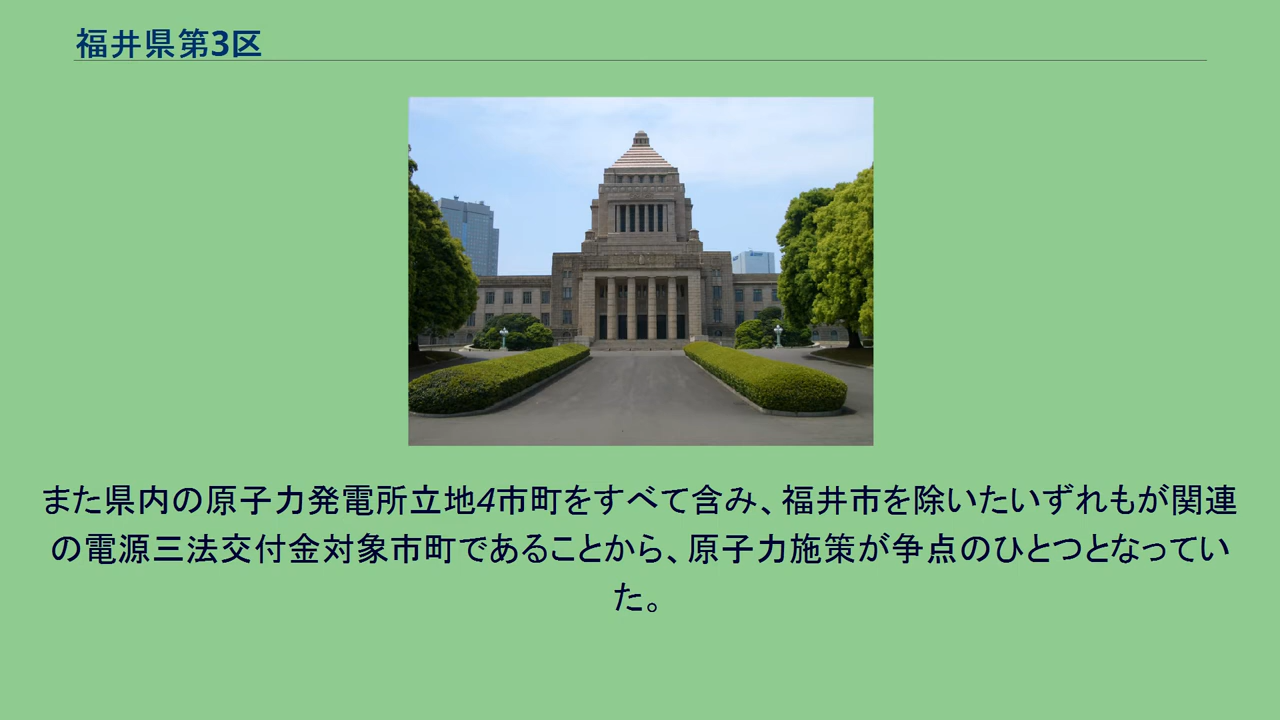 福井県第3区
また県内の原子力発電所立地4市町をすべて含み、福井市を除いたいずれもが関連
の電源三法交付金対象市町であることから、原子力施策が争点のひとつとなってい
た。